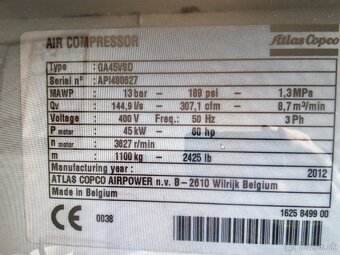 AIR COMPRESSOR
Atlas Copco
Type : GA45VSD
Serial n° : API480627
MAWP : 13 bar - 189 psi - 1,3 MPa
Qv : 144,9 l/s - 307,1 cfm - 8,7 m³/min
Voltage : 400 V Freq.: 50 Hz 3 Ph
P motor : 45 kW - 60 hp
n motor : 3627 r/min
m : 1100 kg - 2425 lb
Manufacturing year : 2012
ATLAS COPCO AIRPOWER n.v. B-2610 Wilrijk Belgium
Made in Belgium
CE 0038
1625 8499 00